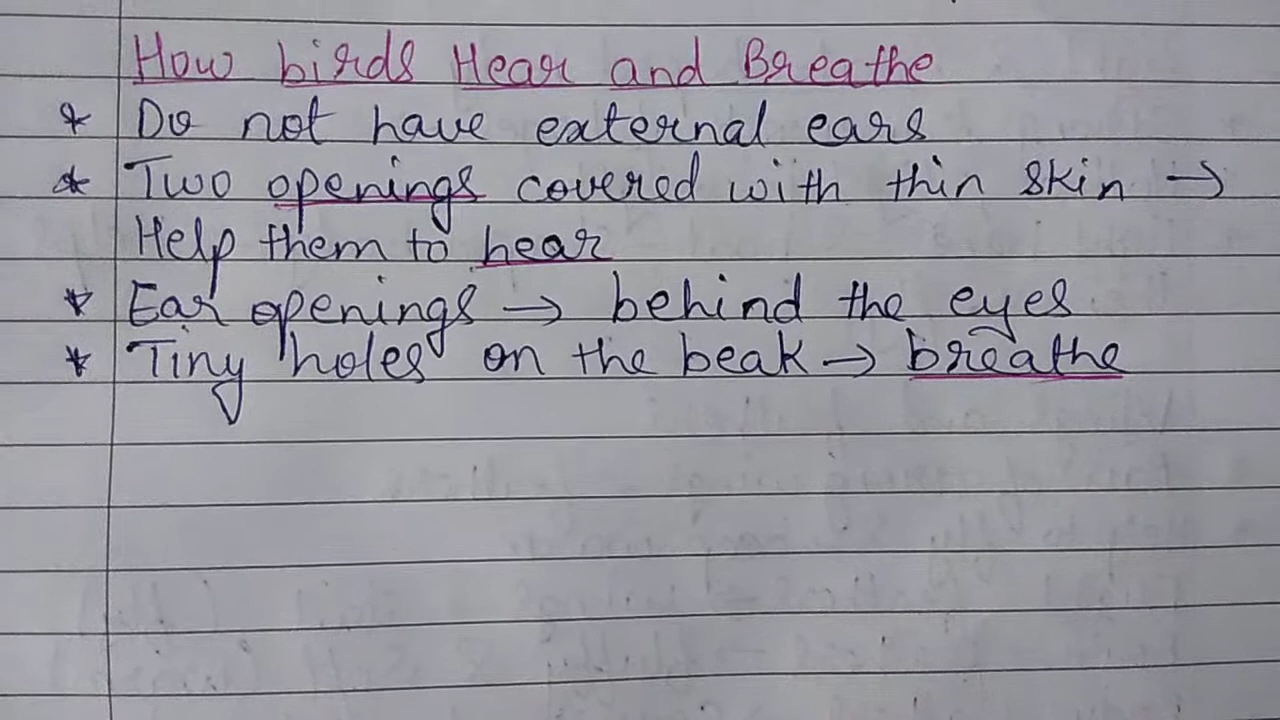 How birds Hear and Breathe
* Do not have external ears
* Two openings covered with thin skin →
Help them to hear
* Ear openings → behind the eyes
* Tiny holes on the beak → breathe